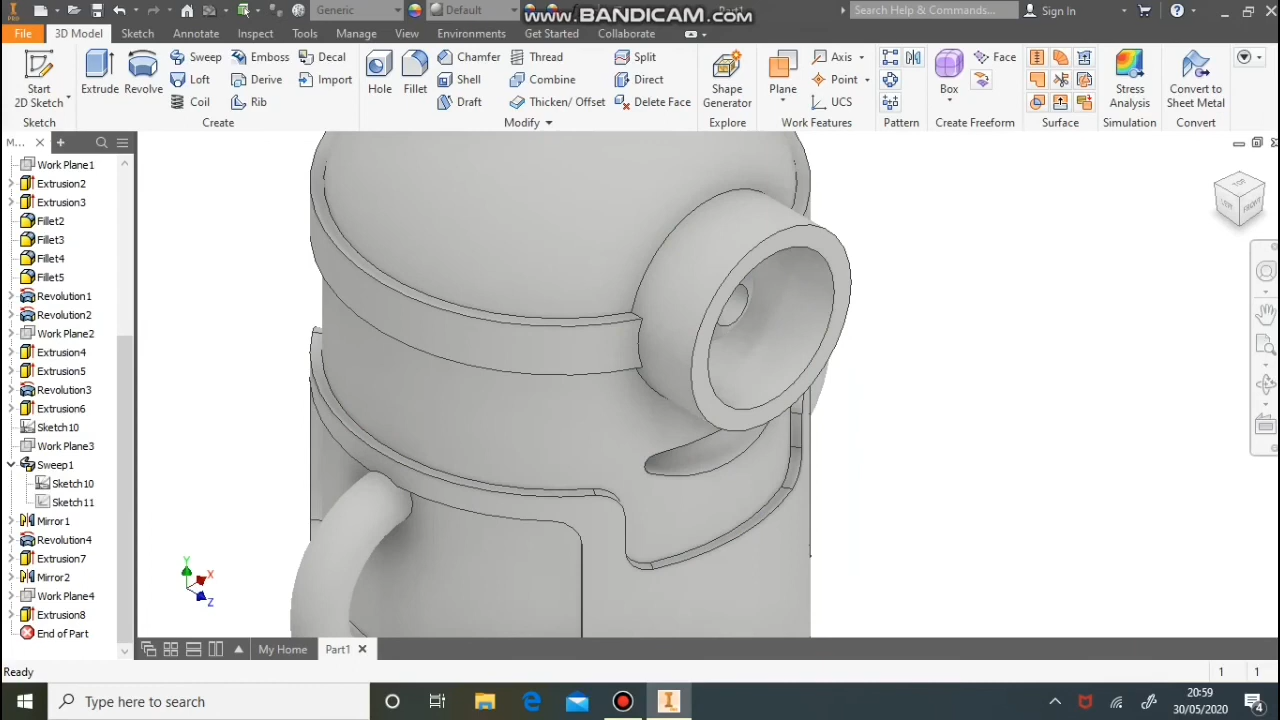 Generic
Default
www.BANDICAM.com
Search Help & Commands...
Sign In
PRO
File
3D Model
Sketch
Annotate
Inspect
Tools
Manage
View
Environments
Get Started
Collaborate
Start
2D Sketch
Extrude
Revolve
Sweep
Loft
Coil
Emboss
Derive
Rib
Decal
Import
Hole
Fillet
Chamfer
Shell
Draft
Thread
Combine
Thicken/ Offset
Split
Direct
Delete Face
Shape
Generator
Plane
Axis
Point
UCS
Box
Face
Stress
Analysis
Convert to
Sheet Metal
Sketch
Create
Modify
Explore
Work Features
Pattern
Create Freeform
Surface
Simulation
Convert
M...
Work Plane1
Extrusion2
Extrusion3
Fillet2
Fillet3
Fillet4
Fillet5
Revolution1
Revolution2
Work Plane2
Extrusion4
Extrusion5
Revolution3
Extrusion6
Sketch10
Work Plane3
Sweep1
Sketch10
Sketch11
Mirror1
Revolution4
Extrusion7
Mirror2
Work Plane4
Extrusion8
End of Part
TOP
LEFT
FRONT
Y
X
Z
My Home
Part1
Ready
1
1
Type here to search
20:59
30/05/2020
4